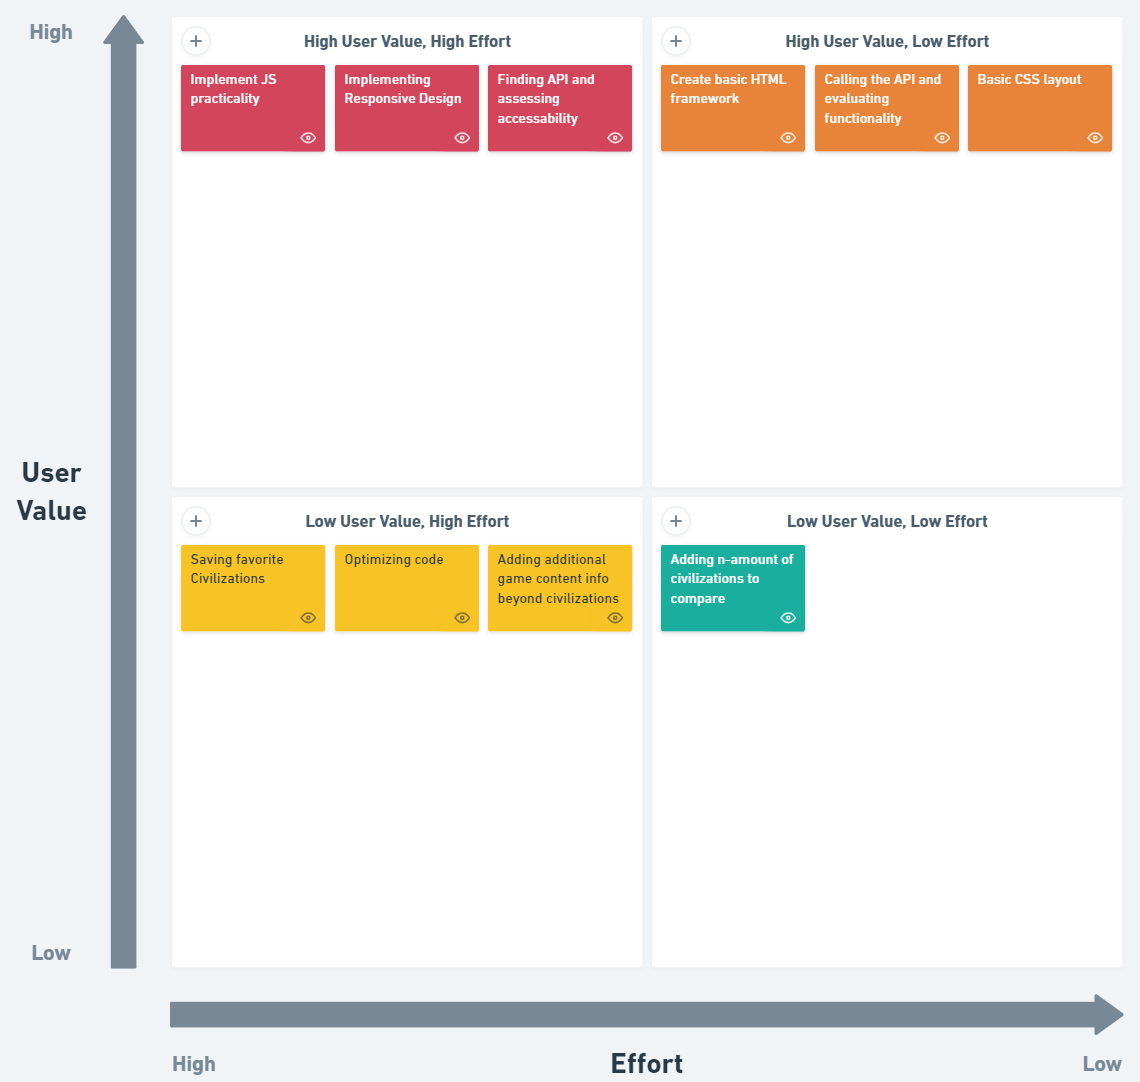 High
High User Value, High Effort
Implement JS
practicality
Implementing
Responsive Design
Finding API and
assessing
accessability
High User Value, Low Effort
Create basic HTML
framework
Calling the API and
evaluating
functionality
Basic CSS layout
User
Value
Low User Value, High Effort
Saving favorite
Civilizations
Optimizing code
Adding additional
game content info
beyond civilizations
Low User Value, Low Effort
Adding n-amount of
civilizations to
compare
Low
High
Effort
Low